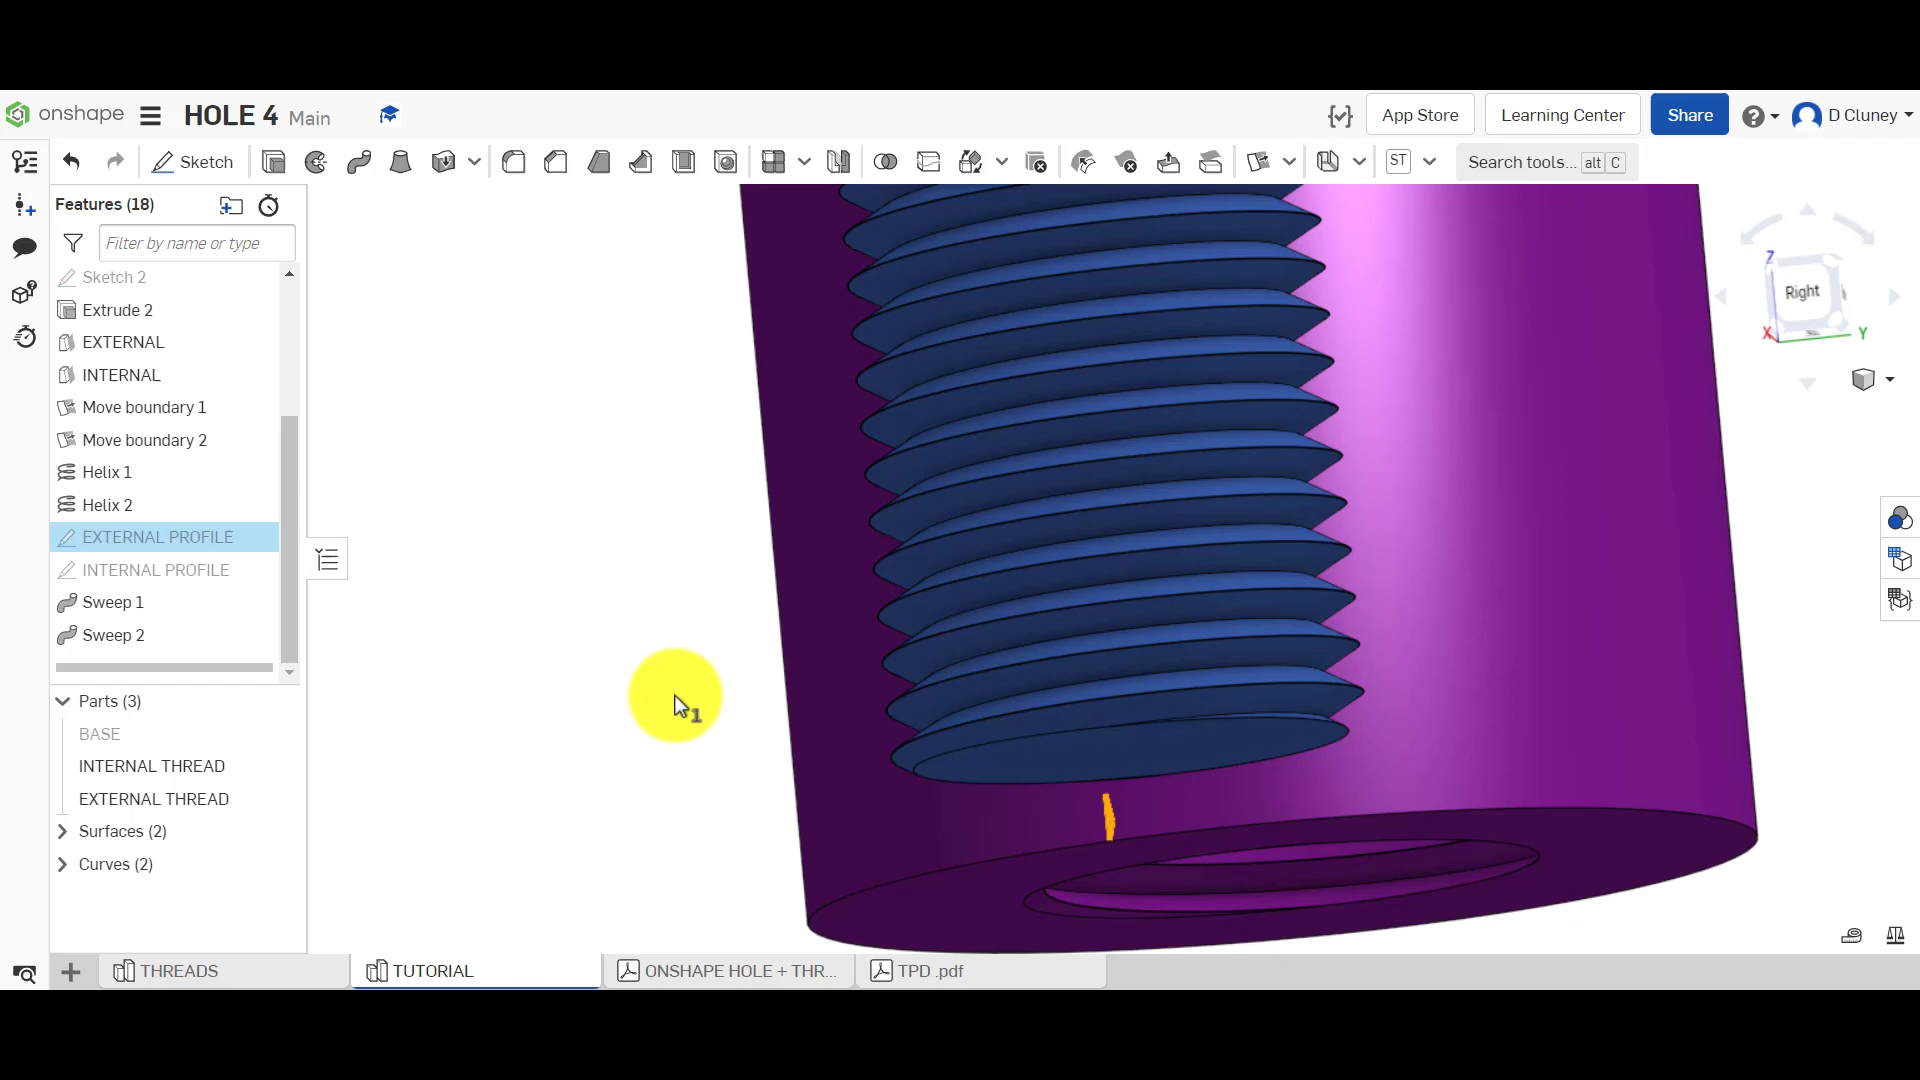 onshape
HOLE 4 Main
App Store
Learning Center
Share
D Cluney
Sketch
ST
Search tools... alt C
Features (18)
Filter by name or type
Sketch 2
Extrude 2
EXTERNAL
INTERNAL
Move boundary 1
Move boundary 2
Helix 1
Helix 2
EXTERNAL PROFILE
INTERNAL PROFILE
Sweep 1
Sweep 2
Parts (3)
BASE
INTERNAL THREAD
EXTERNAL THREAD
Surfaces (2)
Curves (2)
Z
Right
X
Y
1
THREADS
TUTORIAL
ONSHAPE HOLE + THR...
TPD .pdf